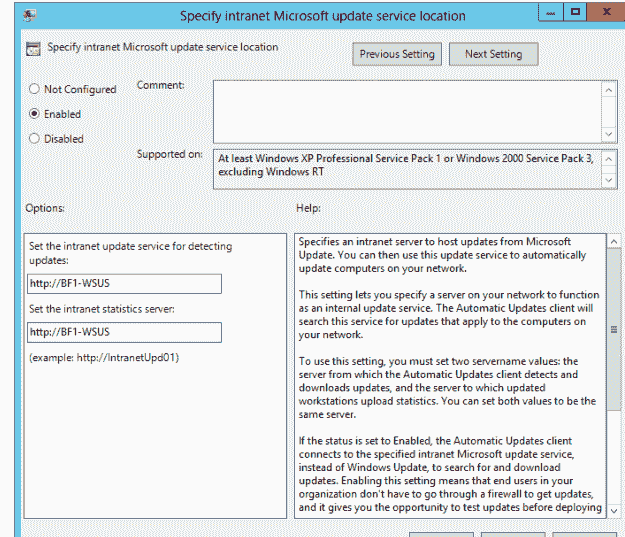 Specify intranet Microsoft update service location
Specify intranet Microsoft update service location
Previous Setting
Next Setting
Not Configured
Comment:
Enabled
Disabled
Supported on:
At least Windows XP Professional Service Pack 1 or Windows 2000 Service Pack 3,
excluding Windows RT
Options:
Help:
Set the intranet update service for detecting
updates:
http://BF1-WSUS
Set the intranet statistics server:
http://BF1-WSUS
(example: http://IntranetUpd01)
Specifies an intranet server to host updates from Microsoft
Update. You can then use this update service to automatically
update computers on your network.
This setting lets you specify a server on your network to function
as an internal update service. The Automatic Updates client will
search this service for updates that apply to the computers on
your network.
To use this setting, you must set two servername values: the
server from which the Automatic Updates client detects and
downloads updates, and the server to which updated
workstations upload statistics. You can set both values to be the
same server.
If the status is set to Enabled, the Automatic Updates client
connects to the specified intranet Microsoft update service,
instead of Windows Update, to search for and download
updates. Enabling this setting means that end users in your
organization don't have to go through a firewall to get updates,
and it gives you the opportunity to test updates before deploying